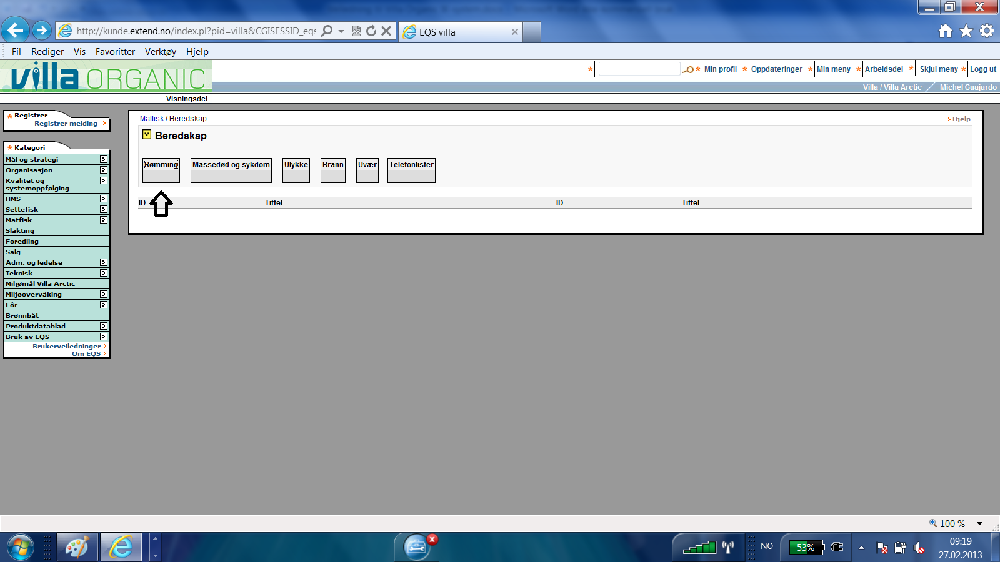 http://kunde.extend.no/index.pl?pid=villa&CGISESSID_eqs
EQS villa
Fil Rediger Vis Favoritter Verktøy Hjelp
villa ORGANIC
Min profil Oppdateringer Min meny Arbeidsdel Skjul meny Logg ut
Villa / Villa Arctic Michel Guajardo
Visningsdel
Registrer
Registrer melding
Kategori
Mål og strategi
Organisasjon
Kvalitet og
systemoppfølging
HMS
Settefisk
Matfisk
Slakting
Foredling
Salg
Adm. og ledelse
Teknisk
Miljømål Villa Arctic
Miljøovervåking
Fôr
Brønnbåt
Produktdatablad
Bruk av EQS
Brukerveiledninger
Om EQS
Matfisk / Beredskap
Hjelp
Beredskap
Rømming Massedød og sykdom Ulykke Brann Uvær Telefonlister
ID Tittel ID Tittel
100 %
NO
53%
09:19
27.02.2013